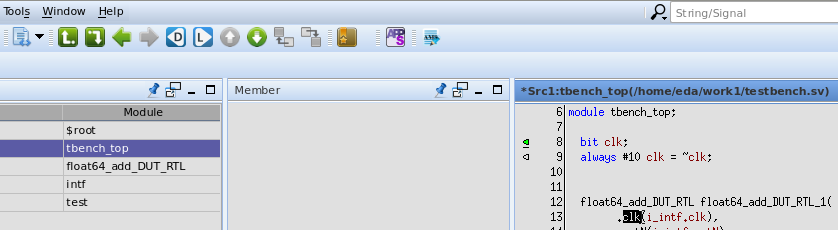 Tools Window Help
String/Signal
D L APPS
Member
*Src1:tbench_top(/home/eda/work1/testbench.sv)
Module
$root
tbench_top
float64_add_DUT_RTL
intf
test
6 module tbench_top;
7
8 bit clk;
9 always #10 clk = ~clk;
10
11
12 float64_add_DUT_RTL float64_add_DUT_RTL_1(
13 .clk(i_intf.clk),